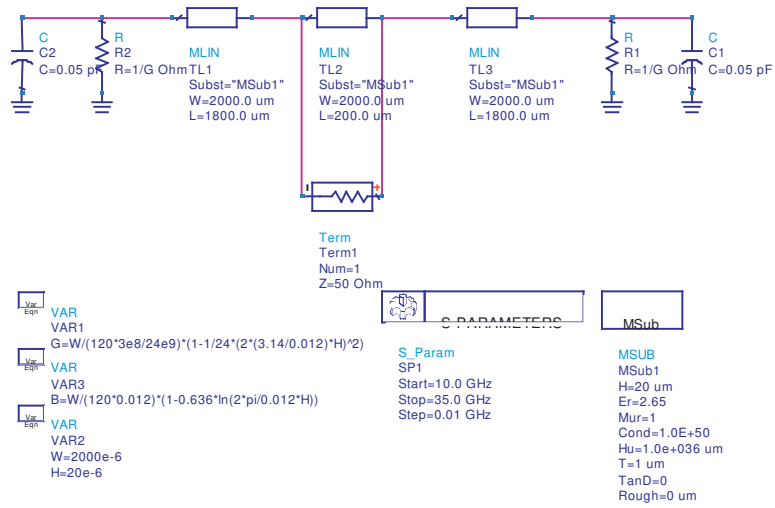 C
C2
C=0.05 pF
R
R2
R=1/G Ohm
MLIN
TL1
Subst="MSub1"
W=2000.0 um
L=1800.0 um
MLIN
TL2
Subst="MSub1"
W=2000.0 um
L=200.0 um
MLIN
TL3
Subst="MSub1"
W=2000.0 um
L=1800.0 um
R
R1
R=1/G Ohm
C
C1
C=0.05 pF
Term
Term1
Num=1
Z=50 Ohm
Var
Eqn
VAR
VAR1
G=W/(120*3e8/24e9)*(1-1/24*(2*(3.14/0.012)*H)^2)
Var
Eqn
VAR
VAR3
B=W/(120*0.012)*(1-0.636*ln(2*pi/0.012*H))
Var
Eqn
VAR
VAR2
W=2000e-6
H=20e-6
S-PARAMETERS
S_Param
SP1
Start=10.0 GHz
Stop=35.0 GHz
Step=0.01 GHz
MSub
MSUB
MSub1
H=20 um
Er=2.65
Mur=1
Cond=1.0E+50
Hu=1.0e+036 um
T=1 um
TanD=0
Rough=0 um